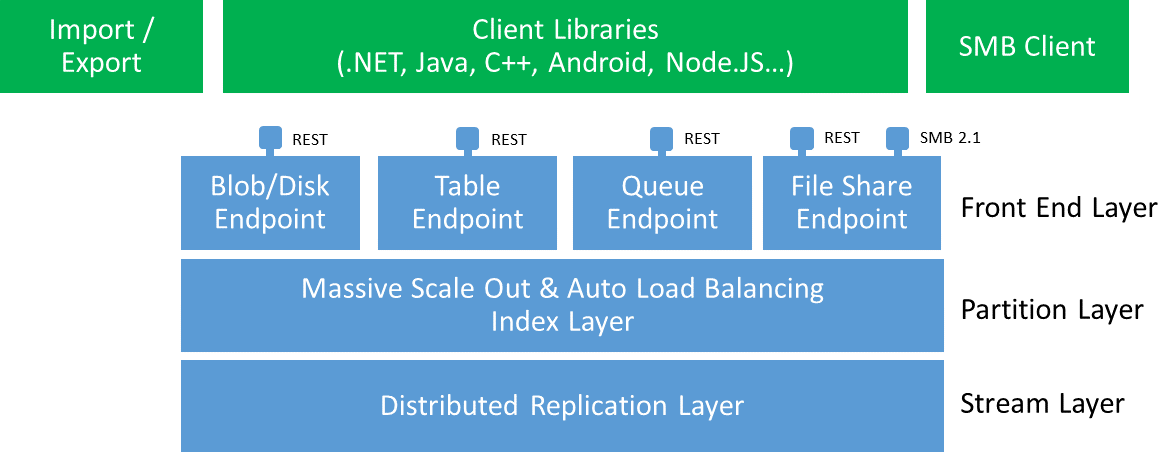 Import /
Export
Client Libraries
(.NET, Java, C++, Android, Node.JS…)
SMB Client
REST
REST
REST
REST
SMB 2.1
Blob/Disk
Endpoint
Table
Endpoint
Queue
Endpoint
File Share
Endpoint
Front End Layer
Massive Scale Out & Auto Load Balancing
Index Layer
Partition Layer
Distributed Replication Layer
Stream Layer